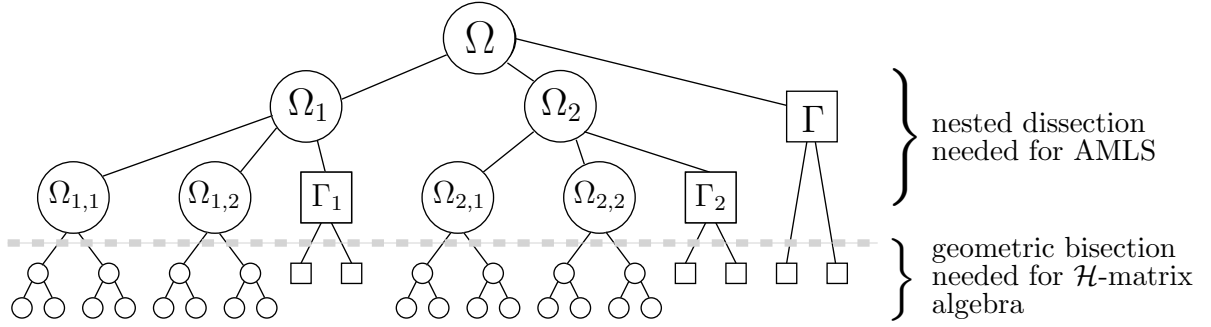 Ω
Ω₁ Ω₂ Γ
nested dissection
needed for AMLS
Ω₁,₁ Ω₁,₂ Γ₁ Ω₂,₁ Ω₂,₂ Γ₂
geometric bisection
needed for ℋ-matrix
algebra